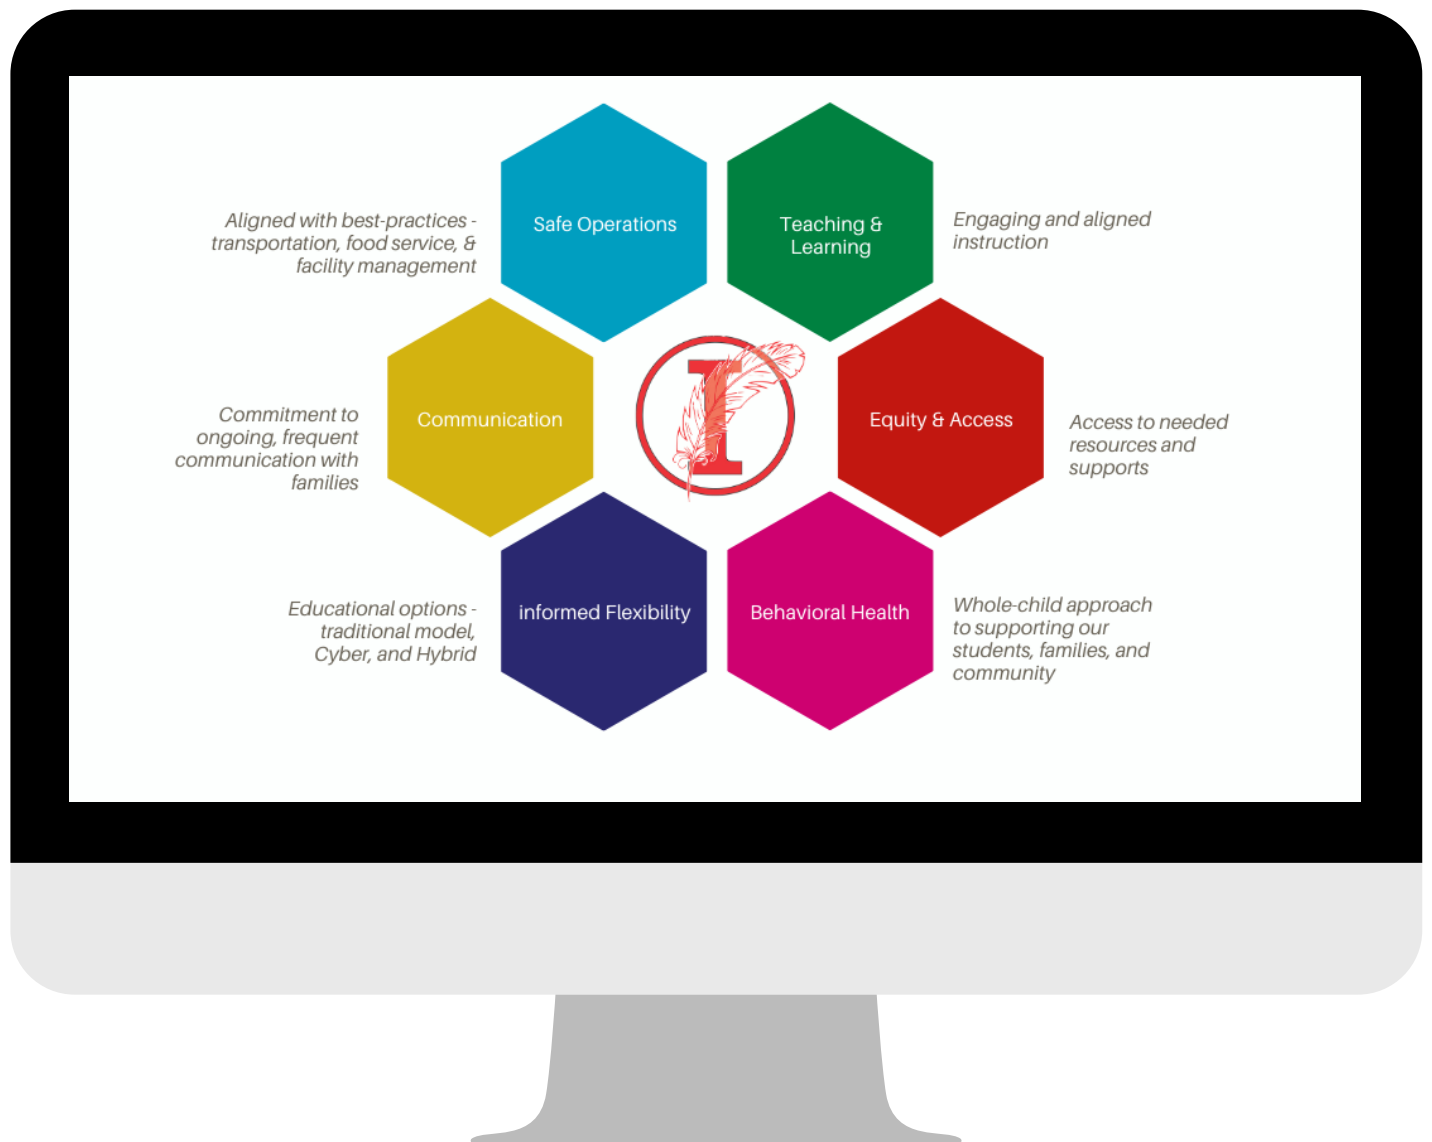 Safe Operations
Aligned with best-practices -
transportation, food service, &
facility management
Teaching &
Learning
Engaging and aligned
instruction
Communication
Commitment to
ongoing, frequent
communication with
families
I
Equity & Access
Access to needed
resources and
supports
informed Flexibility
Educational options -
traditional model,
Cyber, and Hybrid
Behavioral Health
Whole-child approach
to supporting our
students, families, and
community